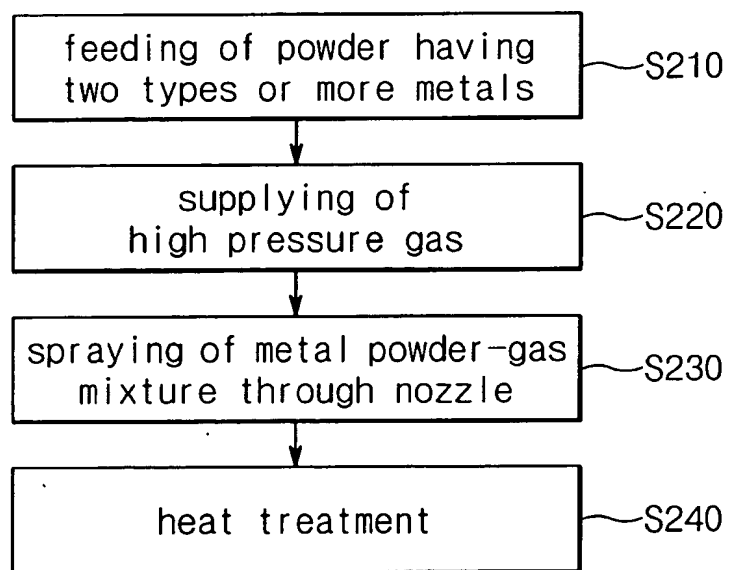 feeding of powder having
two types or more metals
S210
supplying of
high pressure gas
S220
spraying of metal powder-gas
mixture through nozzle
S230
heat treatment
S240